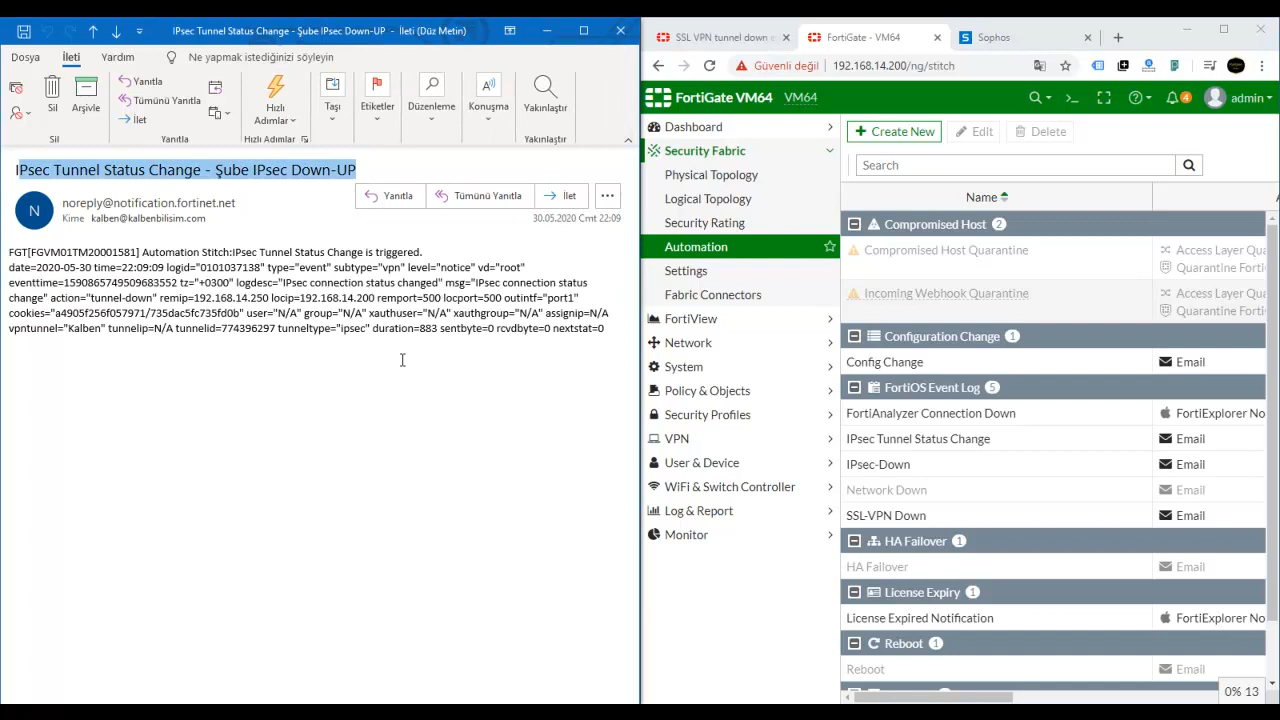 IPsec Tunnel Status Change - Şube IPsec Down-UP - İleti (Düz Metin)
Dosya
İleti
Yardım
Ne yapmak istediğinizi söyleyin
Sil
Arşivle
Yanıtla
Tümünü Yanıtla
İlet
Hızlı
Adımlar
Taşı
Etiketler
Düzenleme
Konuşma
Yakınlaştır
Sil
Yanıtla
Hızlı Adımlar
Yakınlaştır
IPsec Tunnel Status Change - Şube IPsec Down-UP
N
noreply@notification.fortinet.net
Kime kalben@kalbenbilisim.com
Yanıtla
Tümünü Yanıtla
İlet
30.05.2020 Cmt 22:09
FGT[FGVM01TM20001581] Automation Stitch:IPsec Tunnel Status Change is triggered.
date=2020-05-30 time=22:09:09 logid="0101037138" type="event" subtype="vpn" level="notice" vd="root"
eventtime=1590865749509683552 tz="+0300" logdesc="IPsec connection status changed" msg="IPsec connection status
change" action="tunnel-down" remip=192.168.14.250 locip=192.168.14.200 remport=500 locport=500 outintf="port1"
cookies="a4905f256f057971/735dac5fc735fd0b" user="N/A" group="N/A" xauthuser="N/A" xauthgroup="N/A" assignip=N/A
vpntunnel="Kalben" tunnelip=N/A tunnelid=774396297 tunneltype="ipsec" duration=883 sentbyte=0 rcvdbyte=0 nextstat=0
SSL VPN tunnel down
FortiGate - VM64
Sophos
Güvenli değil
192.168.14.200/ng/stitch
FortiGate VM64
VM64
4
admin
Dashboard
Security Fabric
Physical Topology
Logical Topology
Security Rating
Automation
Settings
Fabric Connectors
FortiView
Network
System
Policy & Objects
Security Profiles
VPN
User & Device
WiFi & Switch Controller
Log & Report
Monitor
Create New
Edit
Delete
Search
Name
Compromised Host 2
Compromised Host Quarantine
Access Layer Qua
Quarantine Forti
Incoming Webhook Quarantine
Access Layer Qua
Quarantine Forti
Configuration Change 1
Config Change
Email
FortiOS Event Log 5
FortiAnalyzer Connection Down
FortiExplorer No
IPsec Tunnel Status Change
Email
IPsec-Down
Email
Network Down
Email
SSL-VPN Down
Email
HA Failover 1
HA Failover
Email
License Expiry 1
License Expired Notification
FortiExplorer No
Reboot 1
Reboot
Email
0% 13